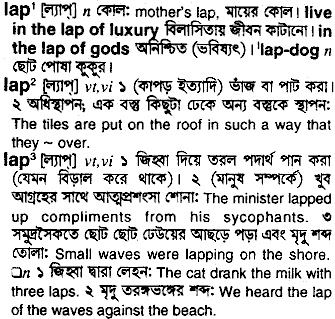 lap¹ [ল্যাপ্] n কোল: mother's lap, মায়ের কোল। live
in the lap of luxury বিলাসিতায় জীবন কাটানো। in
the lap of gods অনিশ্চিত (ভবিষ্যৎ)। 'lap-dog n
ছোট পোষা কুকুর।
lap² [ল্যাপ্] vt,vi ১ (কাপড় ইত্যাদি) ভাঁজ বা পাট করা।
২ অধিস্থাপন; এক বস্তু কিছুটা ঢেকে অন্য বস্তুকে স্থাপন:
The tiles are put on the roof in such a way that
they ~ over.
lap³ [ল্যাপ্] vt,vi ১ জিহ্বা দিয়ে তরল পদার্থ পান করা
(যেমন বিড়াল করে থাকে)। ২ (মানুষ সম্পর্কে) খুব
আগ্রহের সাথে আত্মপ্রশংসা শোনা: The minister lapped
up compliments from his sycophants. ৩
সমুদ্রসৈকতে ছোট ছোট ঢেউয়ের আছড়ে পড়া এবং মৃদু শব্দ
তোলা: Small waves were lapping on the shore.
❑n ১ জিহ্বা দ্বারা লেহন: The cat drank the milk with
three laps. ২ মৃদু তরঙ্গভঙ্গের শব্দ: We heard the lap
of the waves against the beach.